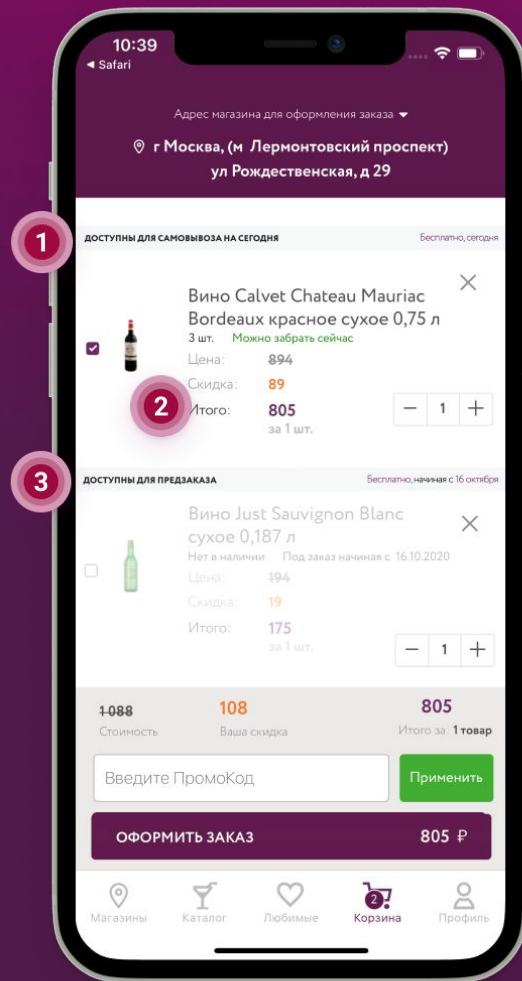 10:39
◀ Safari
Адрес магазина для оформления заказа
г Москва, (м Лермонтовский проспект)
ул Рождественская, д 29
1
ДОСТУПНЫ ДЛЯ САМОВЫВОЗА НА СЕГОДНЯ
Бесплатно, сегодня
Вино Calvet Chateau Mauriac
Bordeaux красное сухое 0,75 л
3 шт. Можно забрать сейчас
Цена: 894
Скидка: 89
2
Итого: 805
за 1 шт.
1
3
ДОСТУПНЫ ДЛЯ ПРЕДЗАКАЗА
Бесплатно, начиная с 16 октября
Вино Just Sauvignon Blanc
сухое 0,187 л
Нет в наличии Под заказ начиная с 16.10.2020
Цена: 194
Скидка: 19
Итого: 175
за 1 шт.
1
1 088 108 805
Стоимость Ваша скидка Итого за: 1 товар
Введите ПромоКод
Применить
ОФОРМИТЬ ЗАКАЗ 805 ₽
2
Магазины Каталог Любимые Корзина Профиль